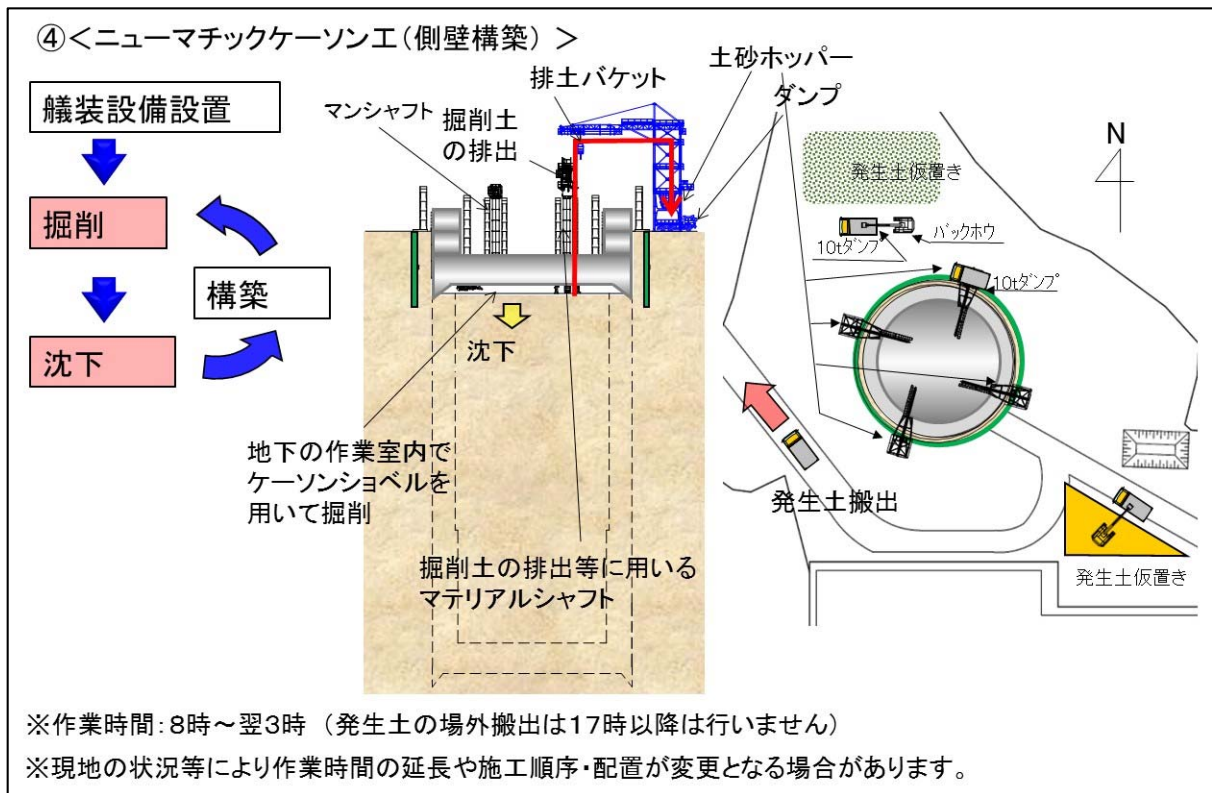 ④<ニューマチックケーソン工(側壁構築) >
艤装設備設置
掘削
沈下
構築
マンシャフト
掘削土
の排出
排土バケット
土砂ホッパー
ダンプ
沈下
地下の作業室内で
ケーソンショベルを
用いて掘削
掘削土の排出等に用いる
マテリアルシャフト
N
発生土仮置き
10tダンプ
バックホウ
10tダンプ
発生土搬出
発生土仮置き
※作業時間:8時~翌3時 (発生土の場外搬出は17時以降は行いません)
※現地の状況等により作業時間の延長や施工順序・配置が変更となる場合があります。